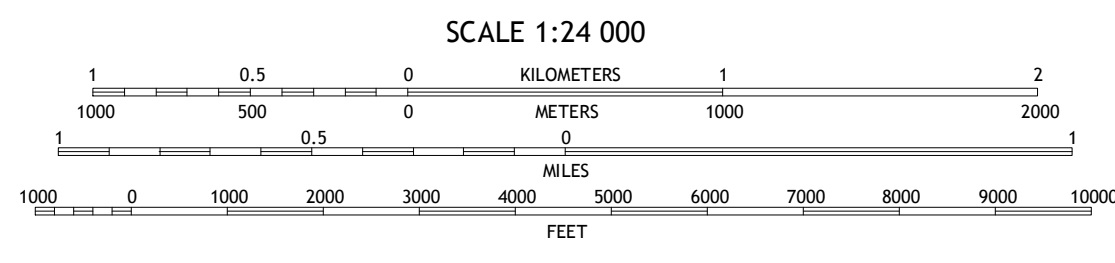 SCALE 1:24 000
1 0.5 0 KILOMETERS 1 2
1000 500 0 METERS 1000 2000
1 0.5 0 1
MILES
1000 0 1000 2000 3000 4000 5000 6000 7000 8000 9000 10000
FEET